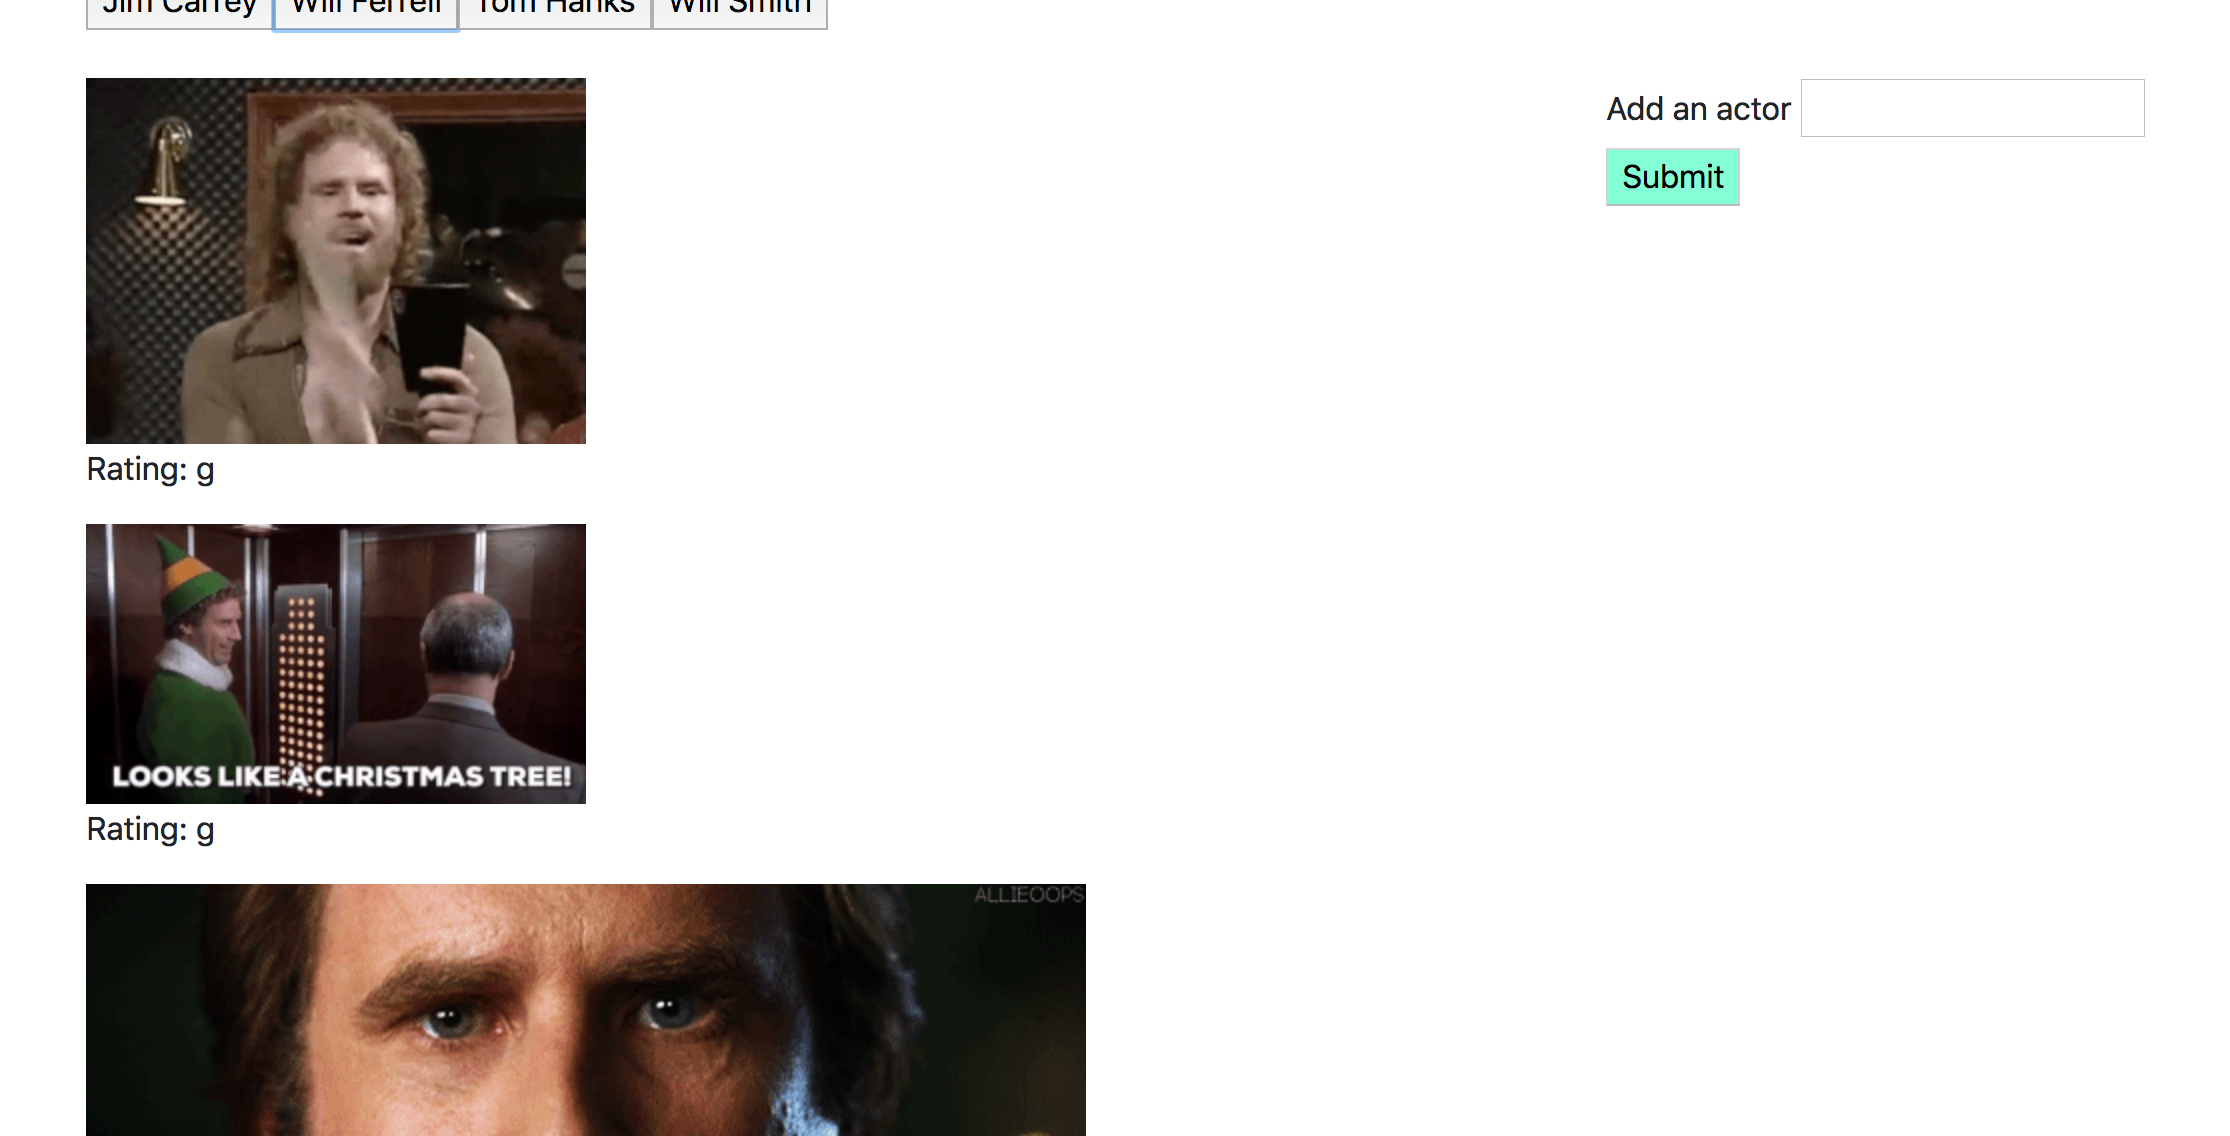 Jim Carrey Will Ferrell Tom Hanks Will Smith
Add an actor
Submit
Rating: g
LOOKS LIKE A CHRISTMAS TREE!
Rating: g
ALLIEOOPS